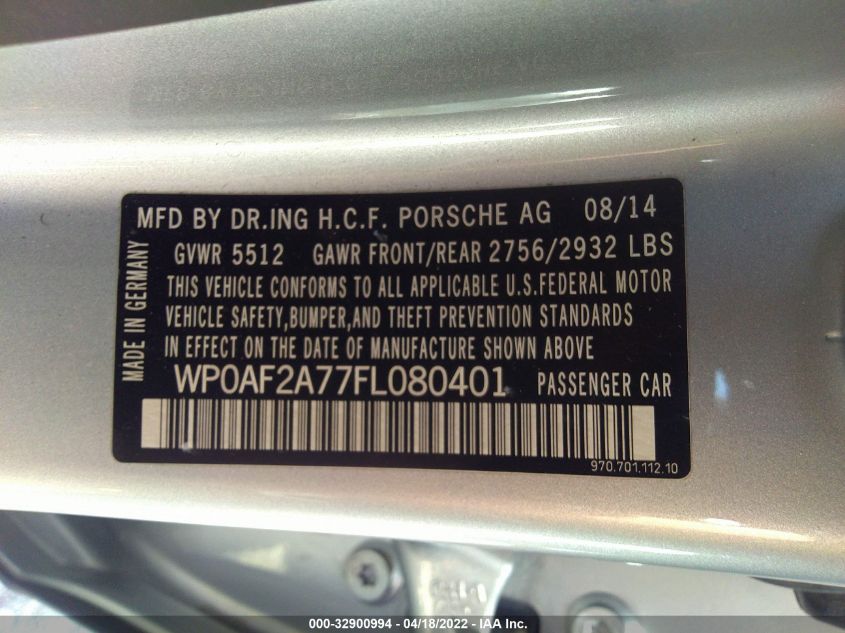 MFD BY DR.ING H.C.F. PORSCHE AG 08/14
GVWR 5512 GAWR FRONT/REAR 2756/2932 LBS
THIS VEHICLE CONFORMS TO ALL APPLICABLE U.S.FEDERAL MOTOR
VEHICLE SAFETY,BUMPER,AND THEFT PREVENTION STANDARDS
IN EFFECT ON THE DATE OF MANUFACTURE SHOWN ABOVE
WP0AF2A77FL080401 PASSENGER CAR
970.701.112.10
MADE IN GERMANY
000-32900994 - 04/18/2022 - IAA Inc.